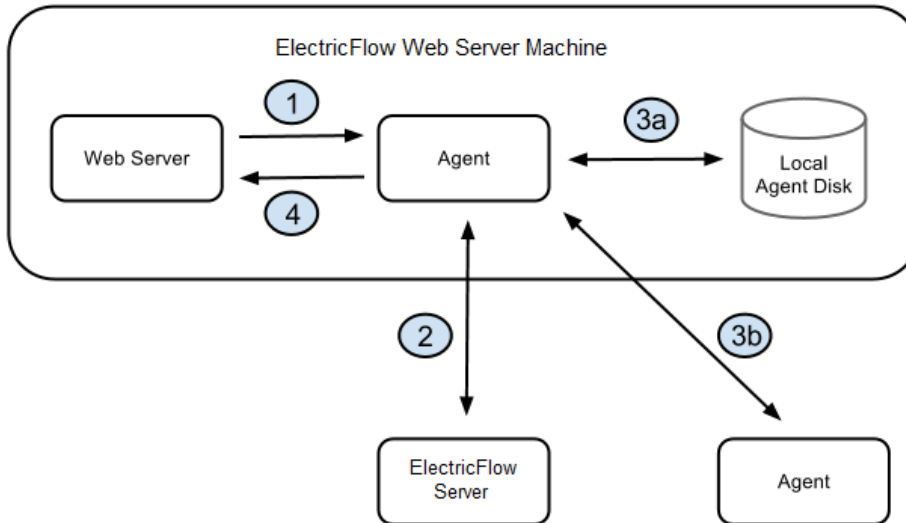 ElectricFlow Web Server Machine
1
3a
Web Server
Agent
Local
Agent Disk
4
2
3b
ElectricFlow
Server
Agent